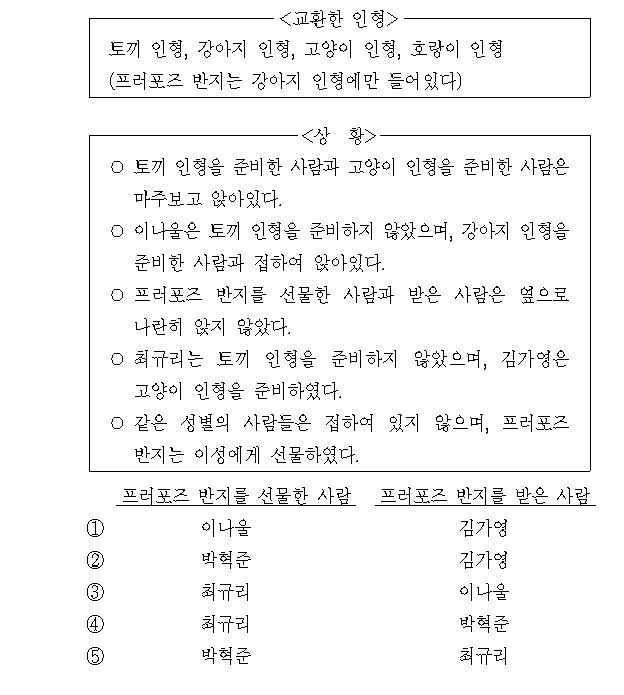 <교환한 인형>
토끼 인형, 강아지 인형, 고양이 인형, 호랑이 인형
(프러포즈 반지는 강아지 인형에만 들어있다)
<상 황>
○ 토끼 인형을 준비한 사람과 고양이 인형을 준비한 사람은
마주보고 앉아있다.
○ 이나울은 토끼 인형을 준비하지 않았으며, 강아지 인형을
준비한 사람과 접하여 앉아있다.
○ 프러포즈 반지를 선물한 사람과 받은 사람은 옆으로
나란히 앉지 않았다.
○ 최규리는 토끼 인형을 준비하지 않았으며, 김가영은
고양이 인형을 준비하였다.
○ 같은 성별의 사람들은 접하여 있지 않으며, 프러포즈
반지는 이성에게 선물하였다.
프러포즈 반지를 선물한 사람 프러포즈 반지를 받은 사람
① 이나울 김가영
② 박혁준 김가영
③ 최규리 이나울
④ 최규리 박혁준
⑤ 박혁준 최규리